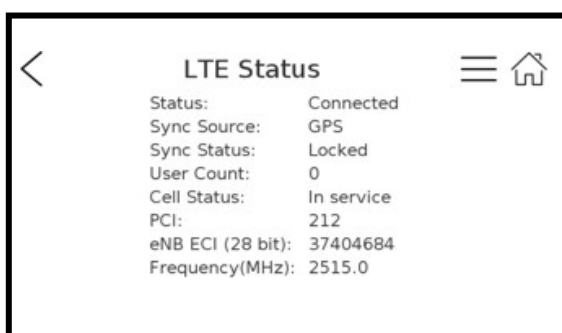 LTE Status
Status: Connected
Sync Source: GPS
Sync Status: Locked
User Count: 0
Cell Status: In service
PCI: 212
eNB ECI (28 bit): 37404684
Frequency(MHz): 2515.0